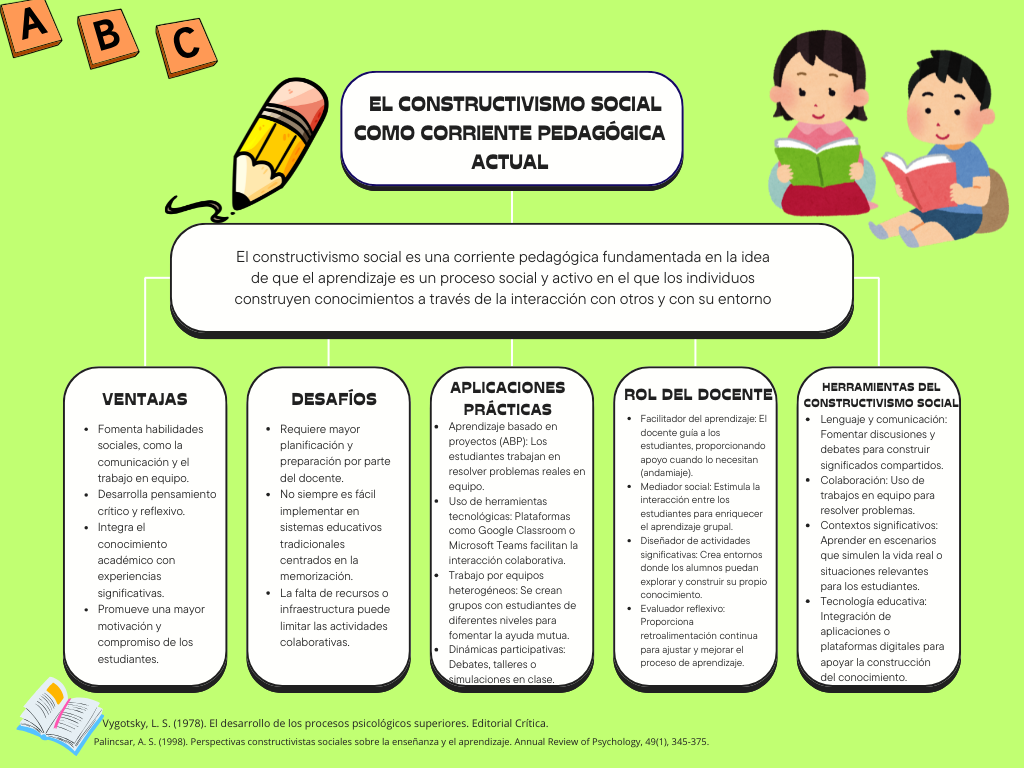 A B C
EL CONSTRUCTIVISMO SOCIAL
COMO CORRIENTE PEDAGÓGICA
ACTUAL
El constructivismo social es una corriente pedagógica fundamentada en la idea
de que el aprendizaje es un proceso social y activo en el que los individuos
construyen conocimientos a través de la interacción con otros y con su entorno
VENTAJAS
• Fomenta habilidades
sociales, como la
comunicación y el
trabajo en equipo.
• Desarrolla pensamiento
crítico y reflexivo.
• Integra el
conocimiento
académico con
experiencias
significativas.
• Promueve una mayor
motivación y
compromiso de los
estudiantes.
DESAFÍOS
• Requiere mayor
planificación y
preparación por parte
del docente.
• No siempre es fácil
implementar en
sistemas educativos
tradicionales
centrados en la
memorización.
• La falta de recursos o
infraestructura puede
limitar las actividades
colaborativas.
APLICACIONES
PRÁCTICAS
• Aprendizaje basado en
proyectos (ABP): Los
estudiantes trabajan en
resolver problemas reales en
equipo.
• Uso de herramientas
tecnológicas: Plataformas
como Google Classroom o
Microsoft Teams facilitan la
interacción colaborativa.
• Trabajo por equipos
heterogéneos: Se crean
grupos con estudiantes de
diferentes niveles para
fomentar la ayuda mutua.
• Dinámicas participativas:
Debates, talleres o
simulaciones en clase.
ROL DEL DOCENTE
• Facilitador del aprendizaje: El
docente guía a los
estudiantes, proporcionando
apoyo cuando lo necesitan
(andamiaje).
• Mediador social: Estimula la
interacción entre los
estudiantes para enriquecer
el aprendizaje grupal.
• Diseñador de actividades
significativas: Crea entornos
donde los alumnos puedan
explorar y construir su propio
conocimiento.
• Evaluador reflexivo:
Proporciona
retroalimentación continua
para ajustar y mejorar el
proceso de aprendizaje.
HERRAMIENTAS DEL
CONSTRUCTIVISMO SOCIAL
• Lenguaje y comunicación:
Fomentar discusiones y
debates para construir
significados compartidos.
• Colaboración: Uso de
trabajos en equipo para
resolver problemas.
• Contextos significativos:
Aprender en escenarios
que simulen la vida real o
situaciones relevantes
para los estudiantes.
• Tecnología educativa:
Integración de
aplicaciones o
plataformas digitales para
apoyar la construcción
del conocimiento.
Vygotsky, L. S. (1978). El desarrollo de los procesos psicológicos superiores. Editorial Crítica.
Palincsar, A. S. (1998). Perspectivas constructivistas sociales sobre la enseñanza y el aprendizaje. Annual Review of Psychology, 49(1), 345-375.